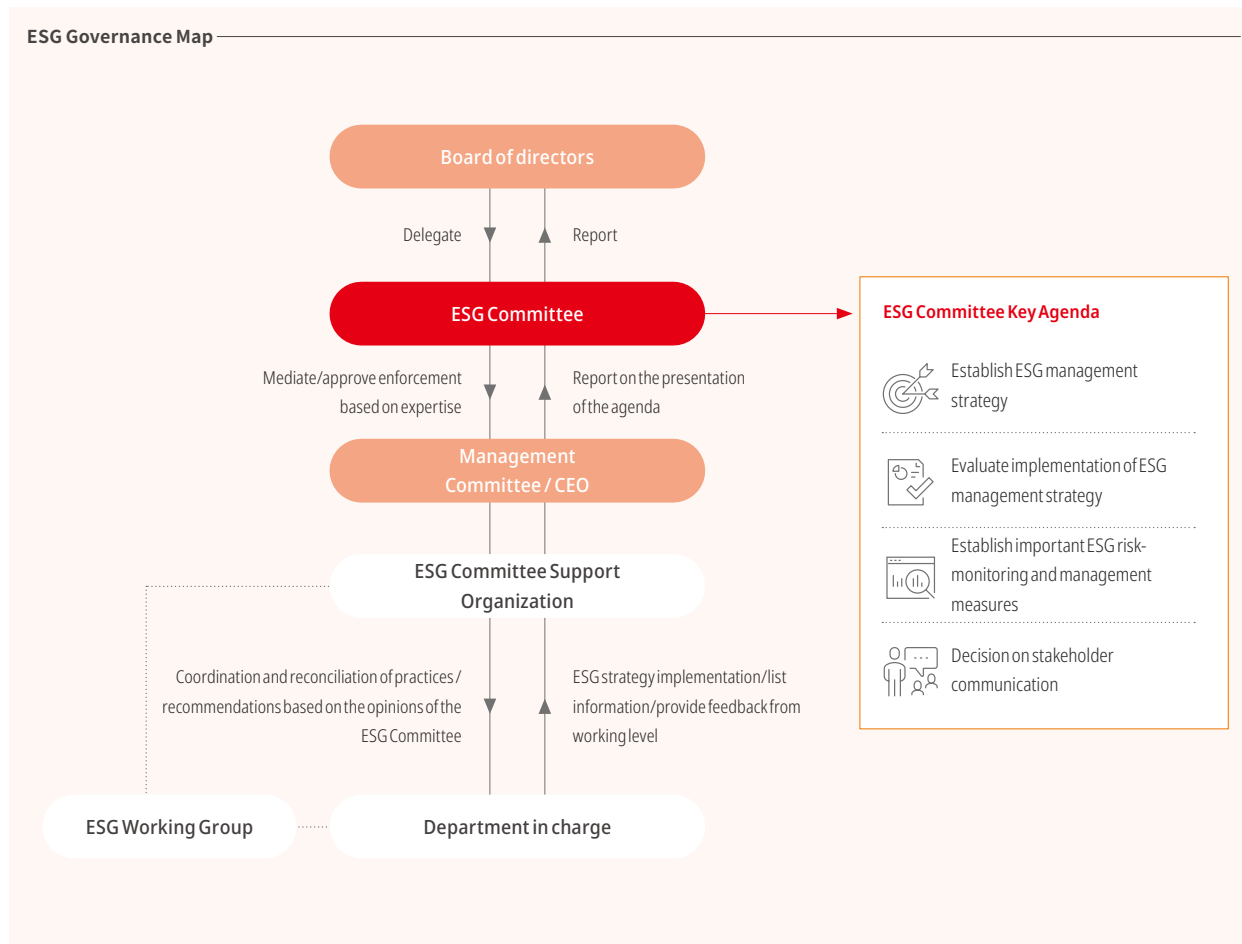 ESG Governance Map
Board of directors
Delegate
Report
ESG Committee
Mediate/approve enforcement
based on expertise
Report on the presentation
of the agenda
Management
Committee / CEO
ESG Committee Support
Organization
Coordination and reconciliation of practices /
recommendations based on the opinions of the
ESG Committee
ESG strategy implementation/list
information/provide feedback from
working level
ESG Working Group
Department in charge
ESG Committee Key Agenda
Establish ESG management
strategy
Evaluate implementation of ESG
management strategy
Establish important ESG risk-
monitoring and management
measures
Decision on stakeholder
communication